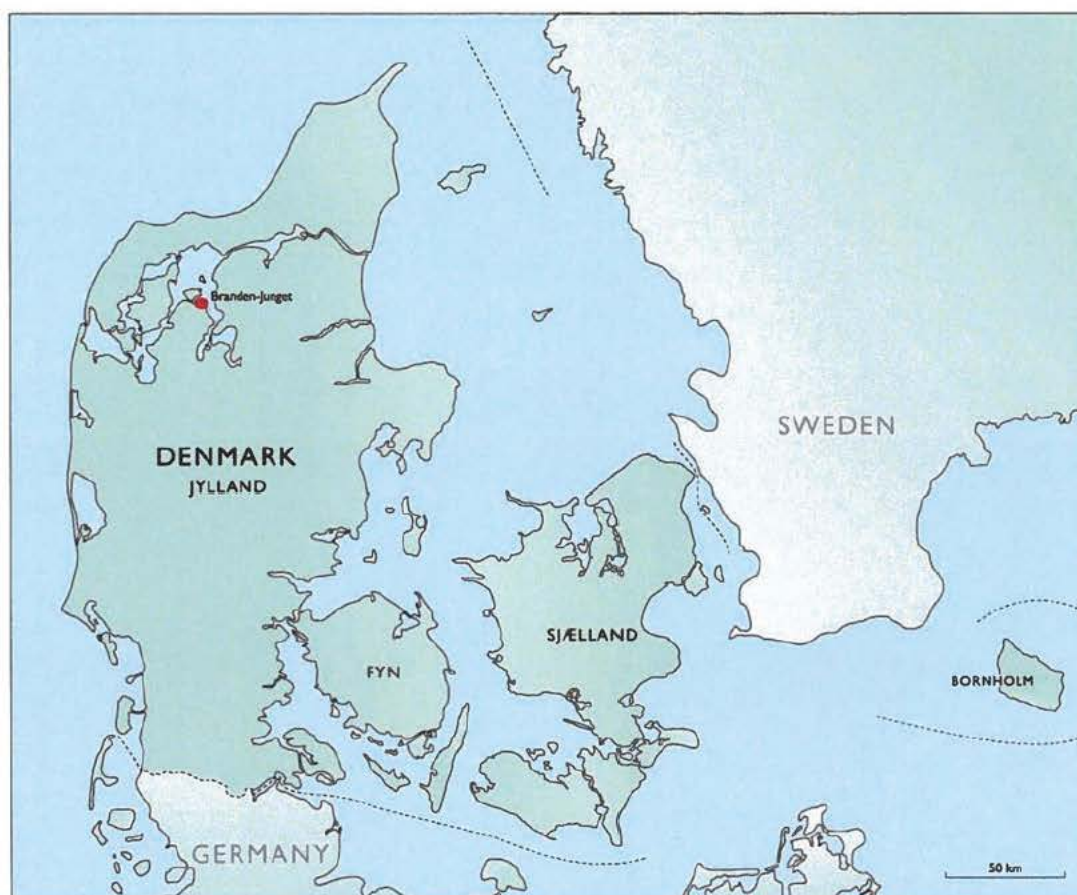 Branden-Junget
SWEDEN
DENMARK
JYLLAND
SJÆLLAND
FYN
BORNHOLM
GERMANY
50 km